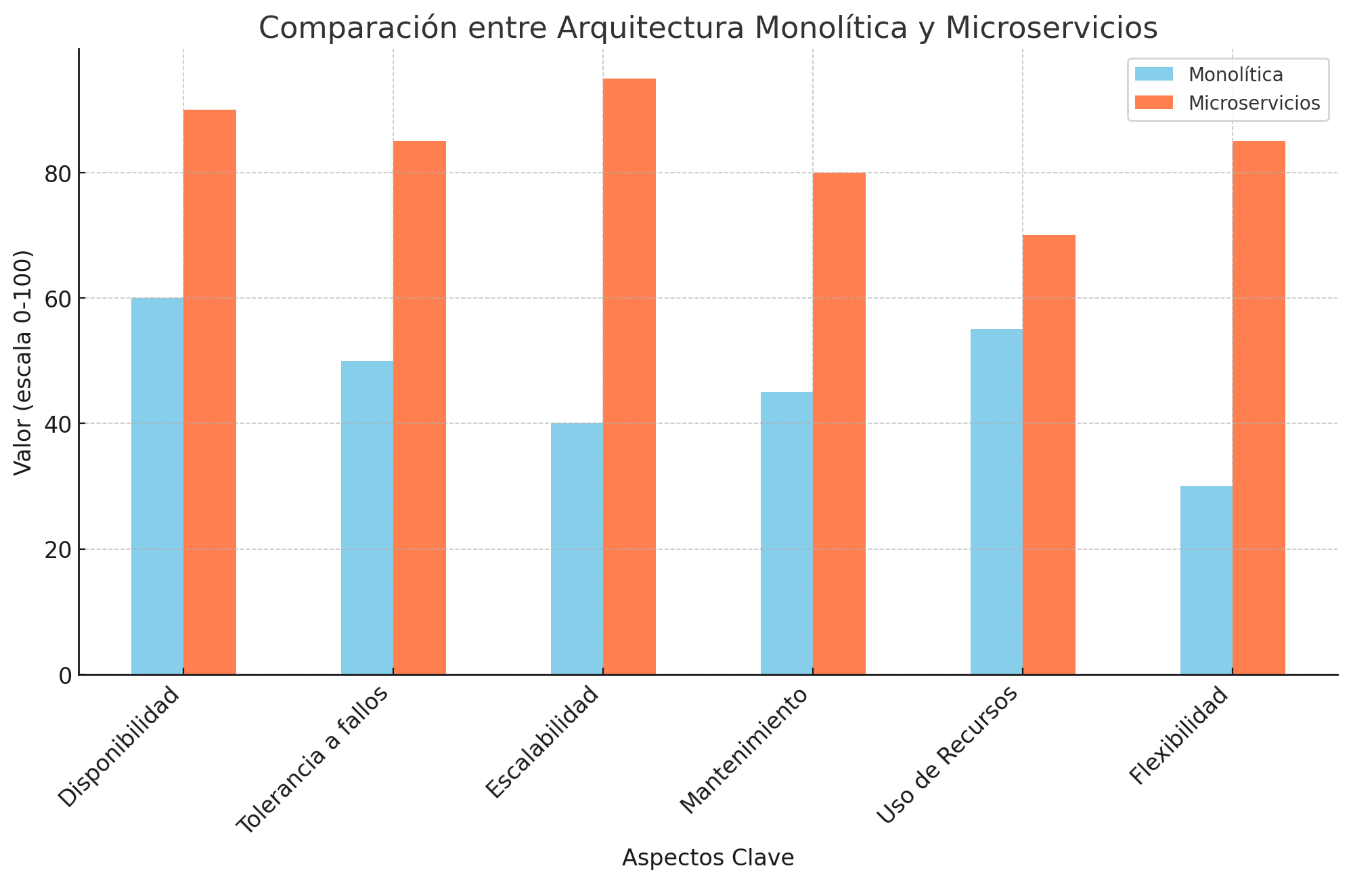 Comparación entre Arquitectura Monolítica y Microservicios
Monolítica
Microservicios
Valor (escala 0-100)
80
60
40
20
0
Disponibilidad
Tolerancia a fallos
Escalabilidad
Mantenimiento
Uso de Recursos
Flexibilidad
Aspectos Clave